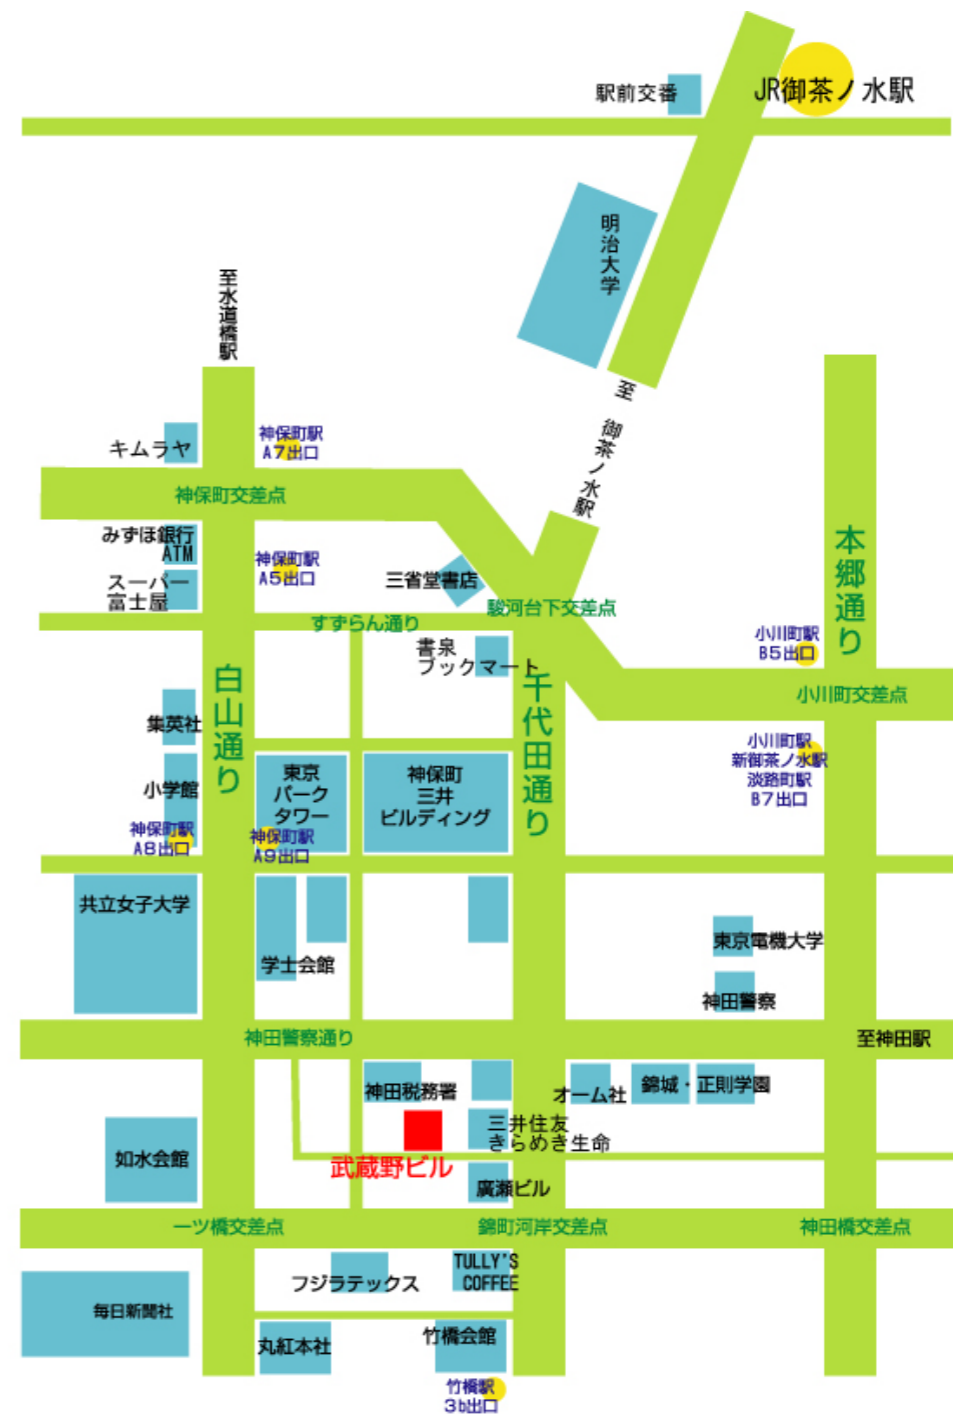 JR御茶ノ水駅
駅前交番
明治大学
至水道橋駅
至 御茶ノ水駅
キムラヤ
神保町駅
A7出口
神保町交差点
みずほ銀行
ATM
神保町駅
A5出口
スーパー
富士屋
三省堂書店
駿河台下交差点
すずらん通り
本郷通り
小川町駅
B5出口
書泉
ブックマート
白山通り
千代田通り
小川町交差点
集英社
小川町駅
新御茶ノ水駅
淡路町駅
B7出口
小学館
東京
パーク
タワー
神保町
三井
ビルディング
神保町駅
A8出口
神保町駅
A9出口
共立女子大学
学士会館
東京電機大学
神田警察
神田警察通り
至神田駅
神田税務署
オーム社
錦城・正則学園
三井住友
きらめき生命
如水会館
武蔵野ビル
廣瀬ビル
一ツ橋交差点
錦町河岸交差点
神田橋交差点
フジラテックス
TULLY'S
COFFEE
毎日新聞社
丸紅本社
竹橋会館
竹橋駅
3b出口